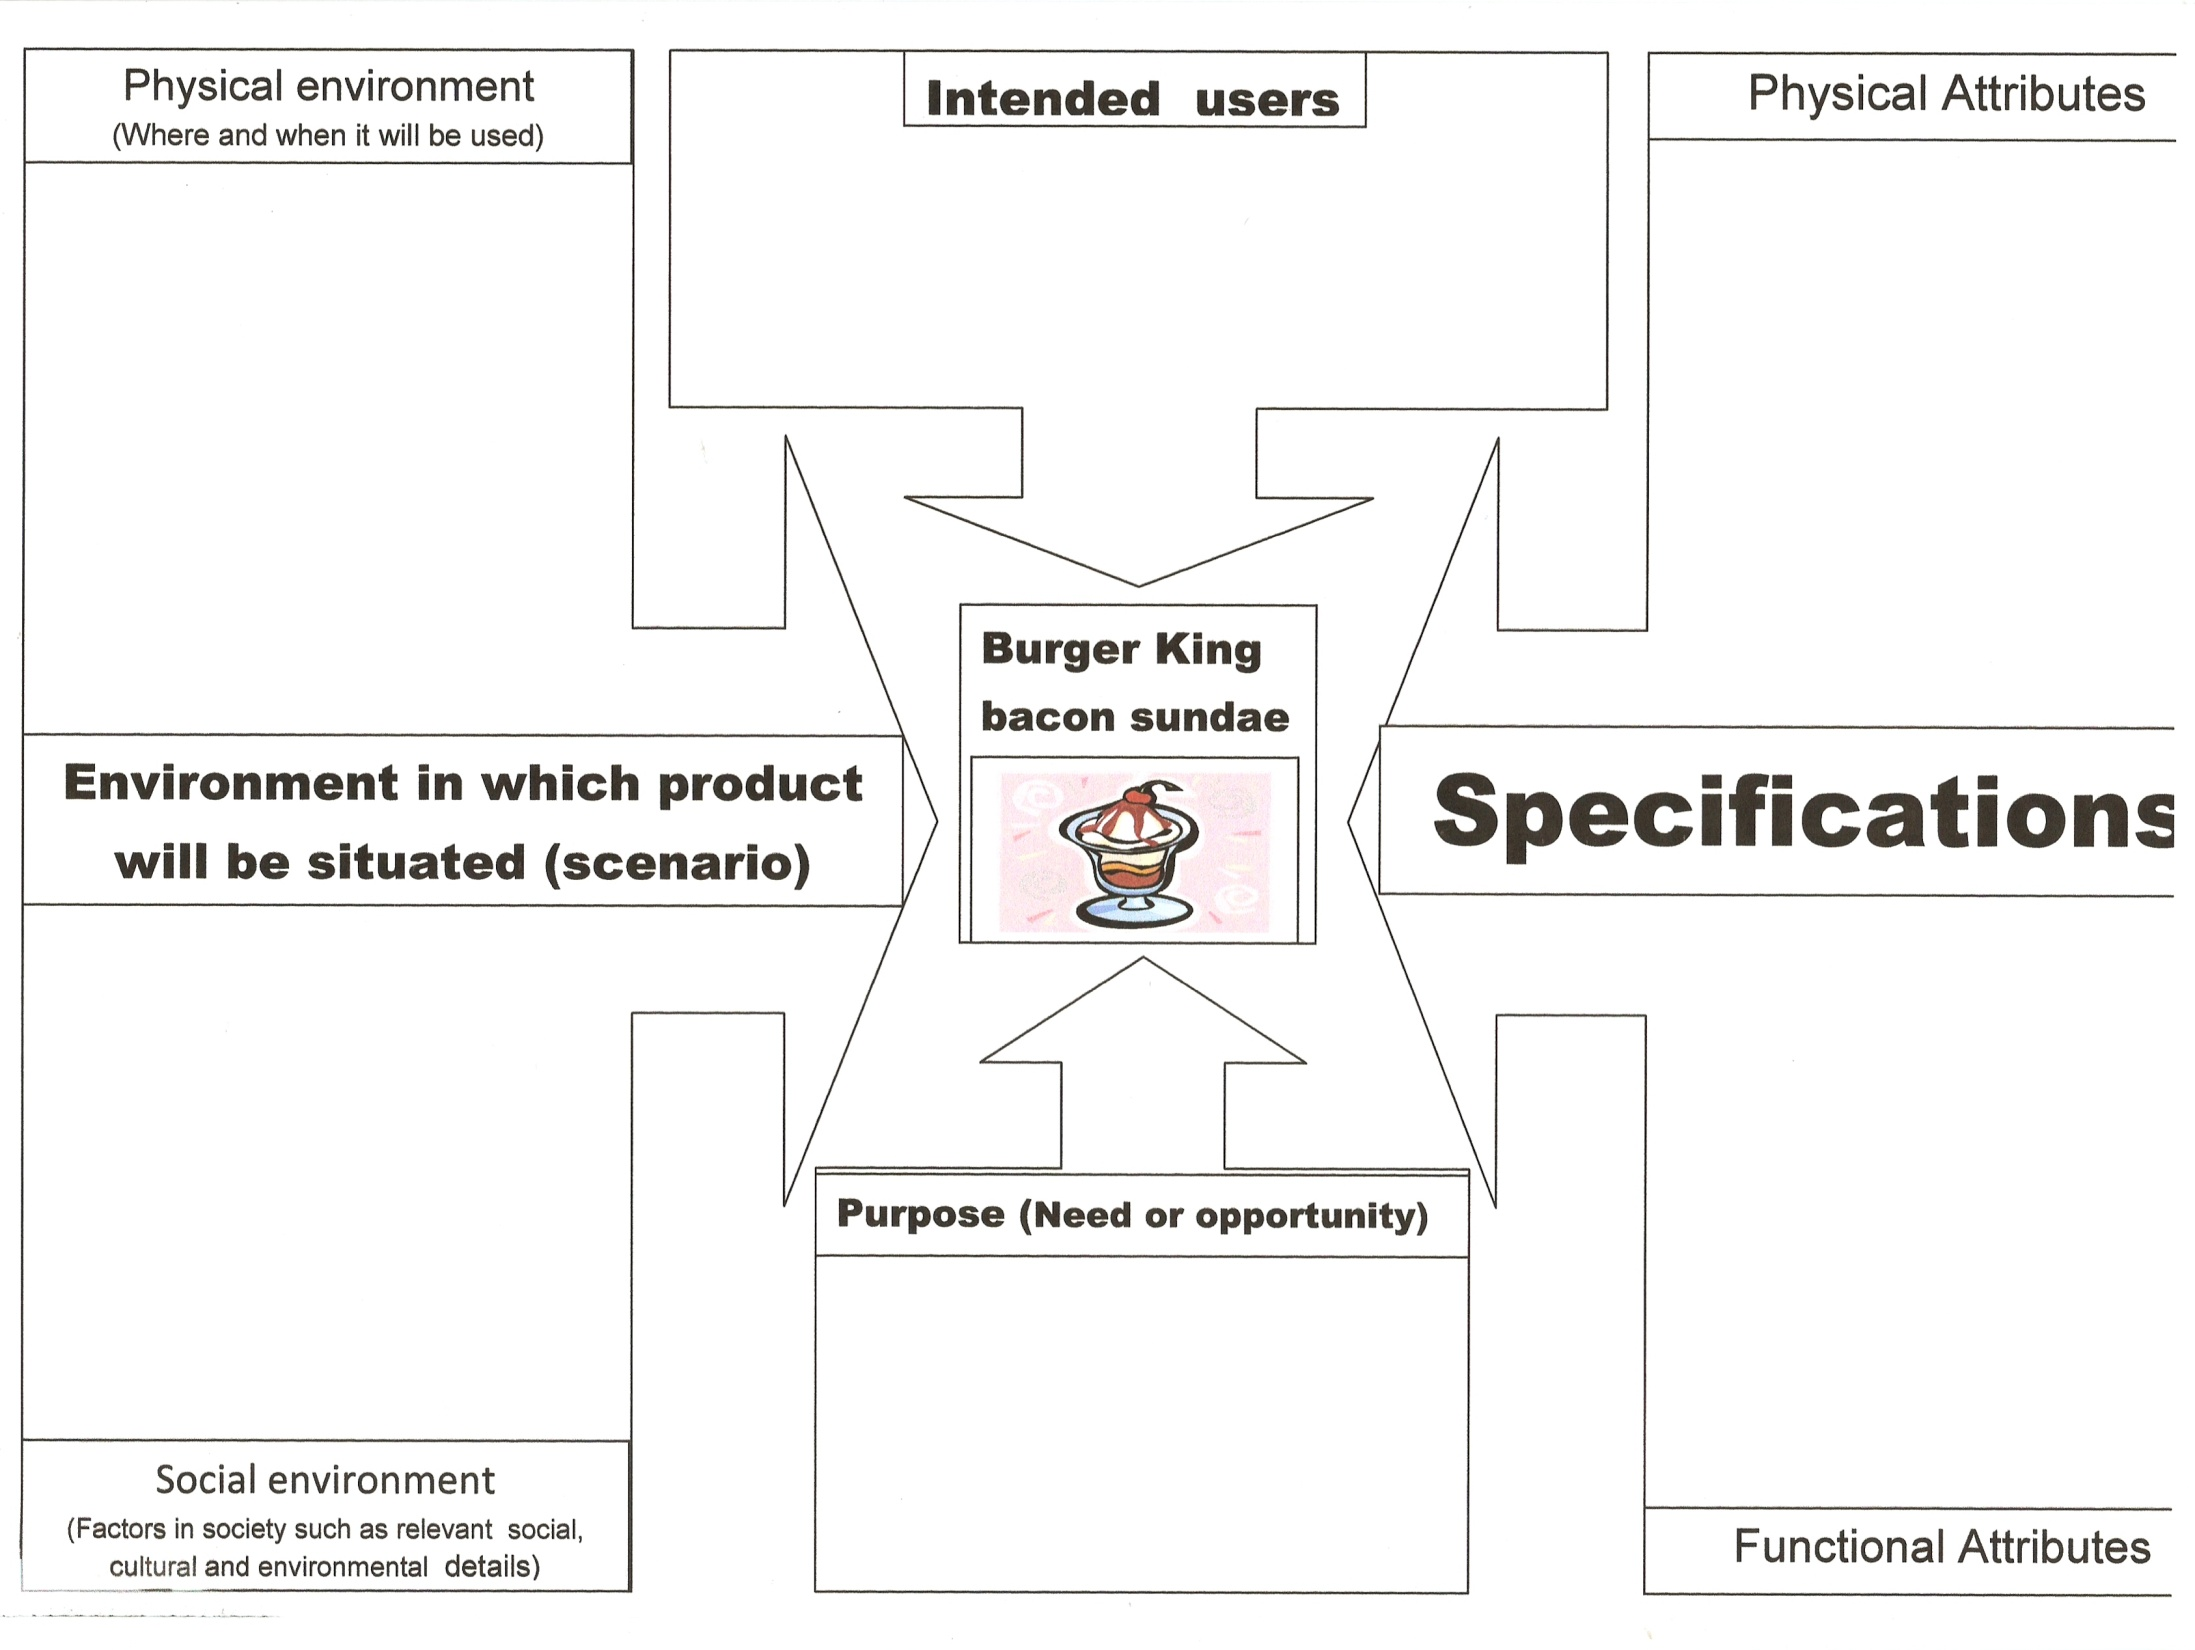 Physical environment
(Where and when it will be used)
Intended users
Physical Attributes
Burger King
bacon sundae
Environment in which product
will be situated (scenario)
Specifications
Purpose (Need or opportunity)
Social environment
(Factors in society such as relevant social,
cultural and environmental details)
Functional Attributes